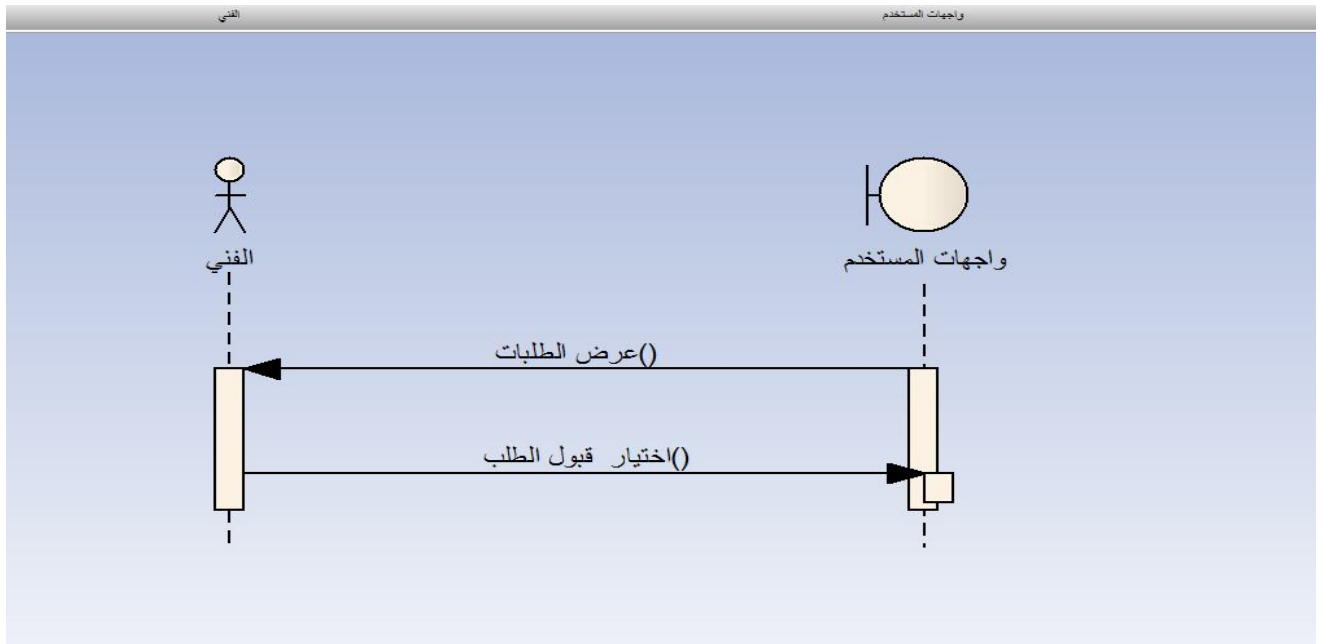 الفني
واجهات المستخدم
الفني
واجهات المستخدم
عرض الطلبات()
اختيار قبول الطلب()